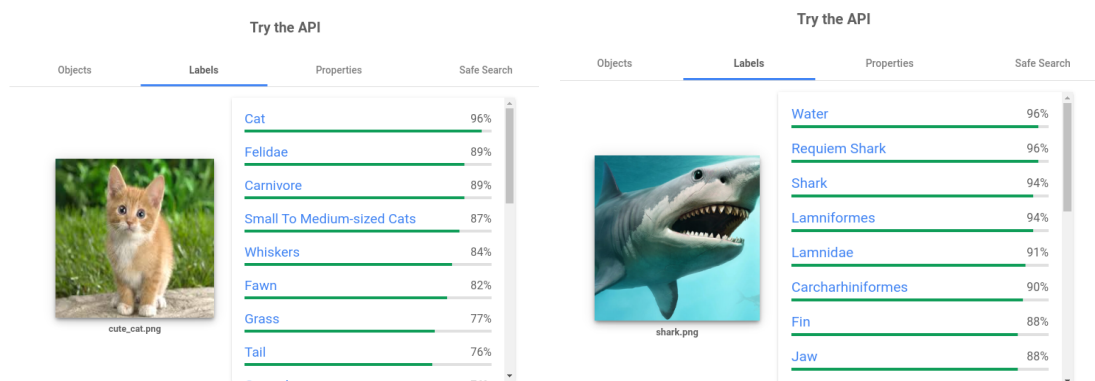 Try the API
Objects Labels Properties Safe Search
Cat 96%
Felidae 89%
Carnivore 89%
Small To Medium-sized Cats 87%
Whiskers 84%
Fawn 82%
Grass 77%
Tail 76%
cute_cat.png
Try the API
Objects Labels Properties Safe Search
Water 96%
Requiem Shark 96%
Shark 94%
Lamniformes 94%
Lamnidae 91%
Carcharhiniformes 90%
Fin 88%
Jaw 88%
shark.png